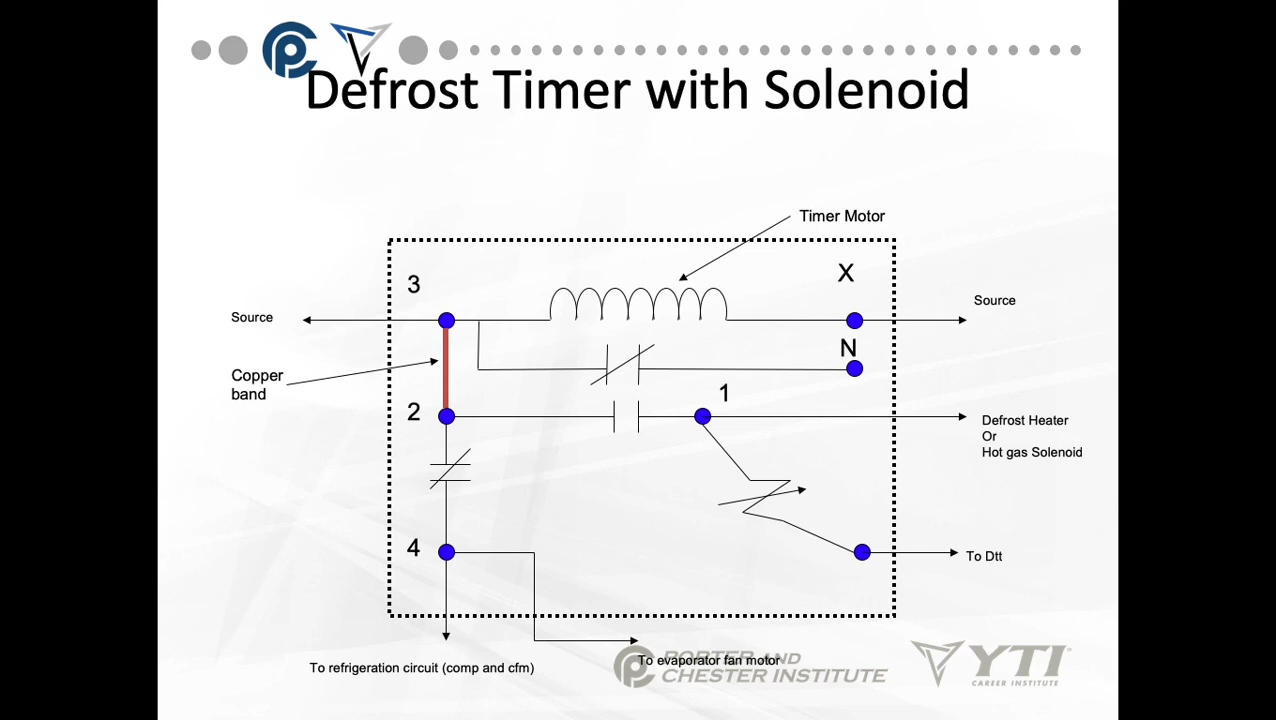 Defrost Timer with Solenoid
Timer Motor
3
X
Source
Source
N
Copper
band
1
2
Defrost Heater
Or
Hot gas Solenoid
4
To Dtt
To refrigeration circuit (comp and cfm)
To evaporator fan motor
PORTER AND
CHESTER INSTITUTE
YTI
CAREER INSTITUTE